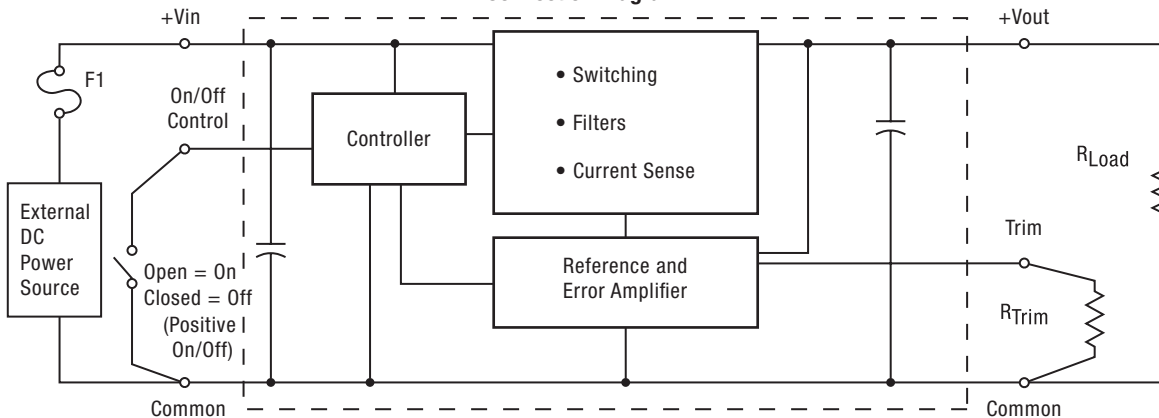 +Vin
+Vout
F1
On/Off
Control
Controller
• Switching
• Filters
• Current Sense
RLoad
External
DC
Power
Source
Open = On
Closed = Off
(Positive
On/Off)
Reference and
Error Amplifier
Trim
RTrim
Common
Common